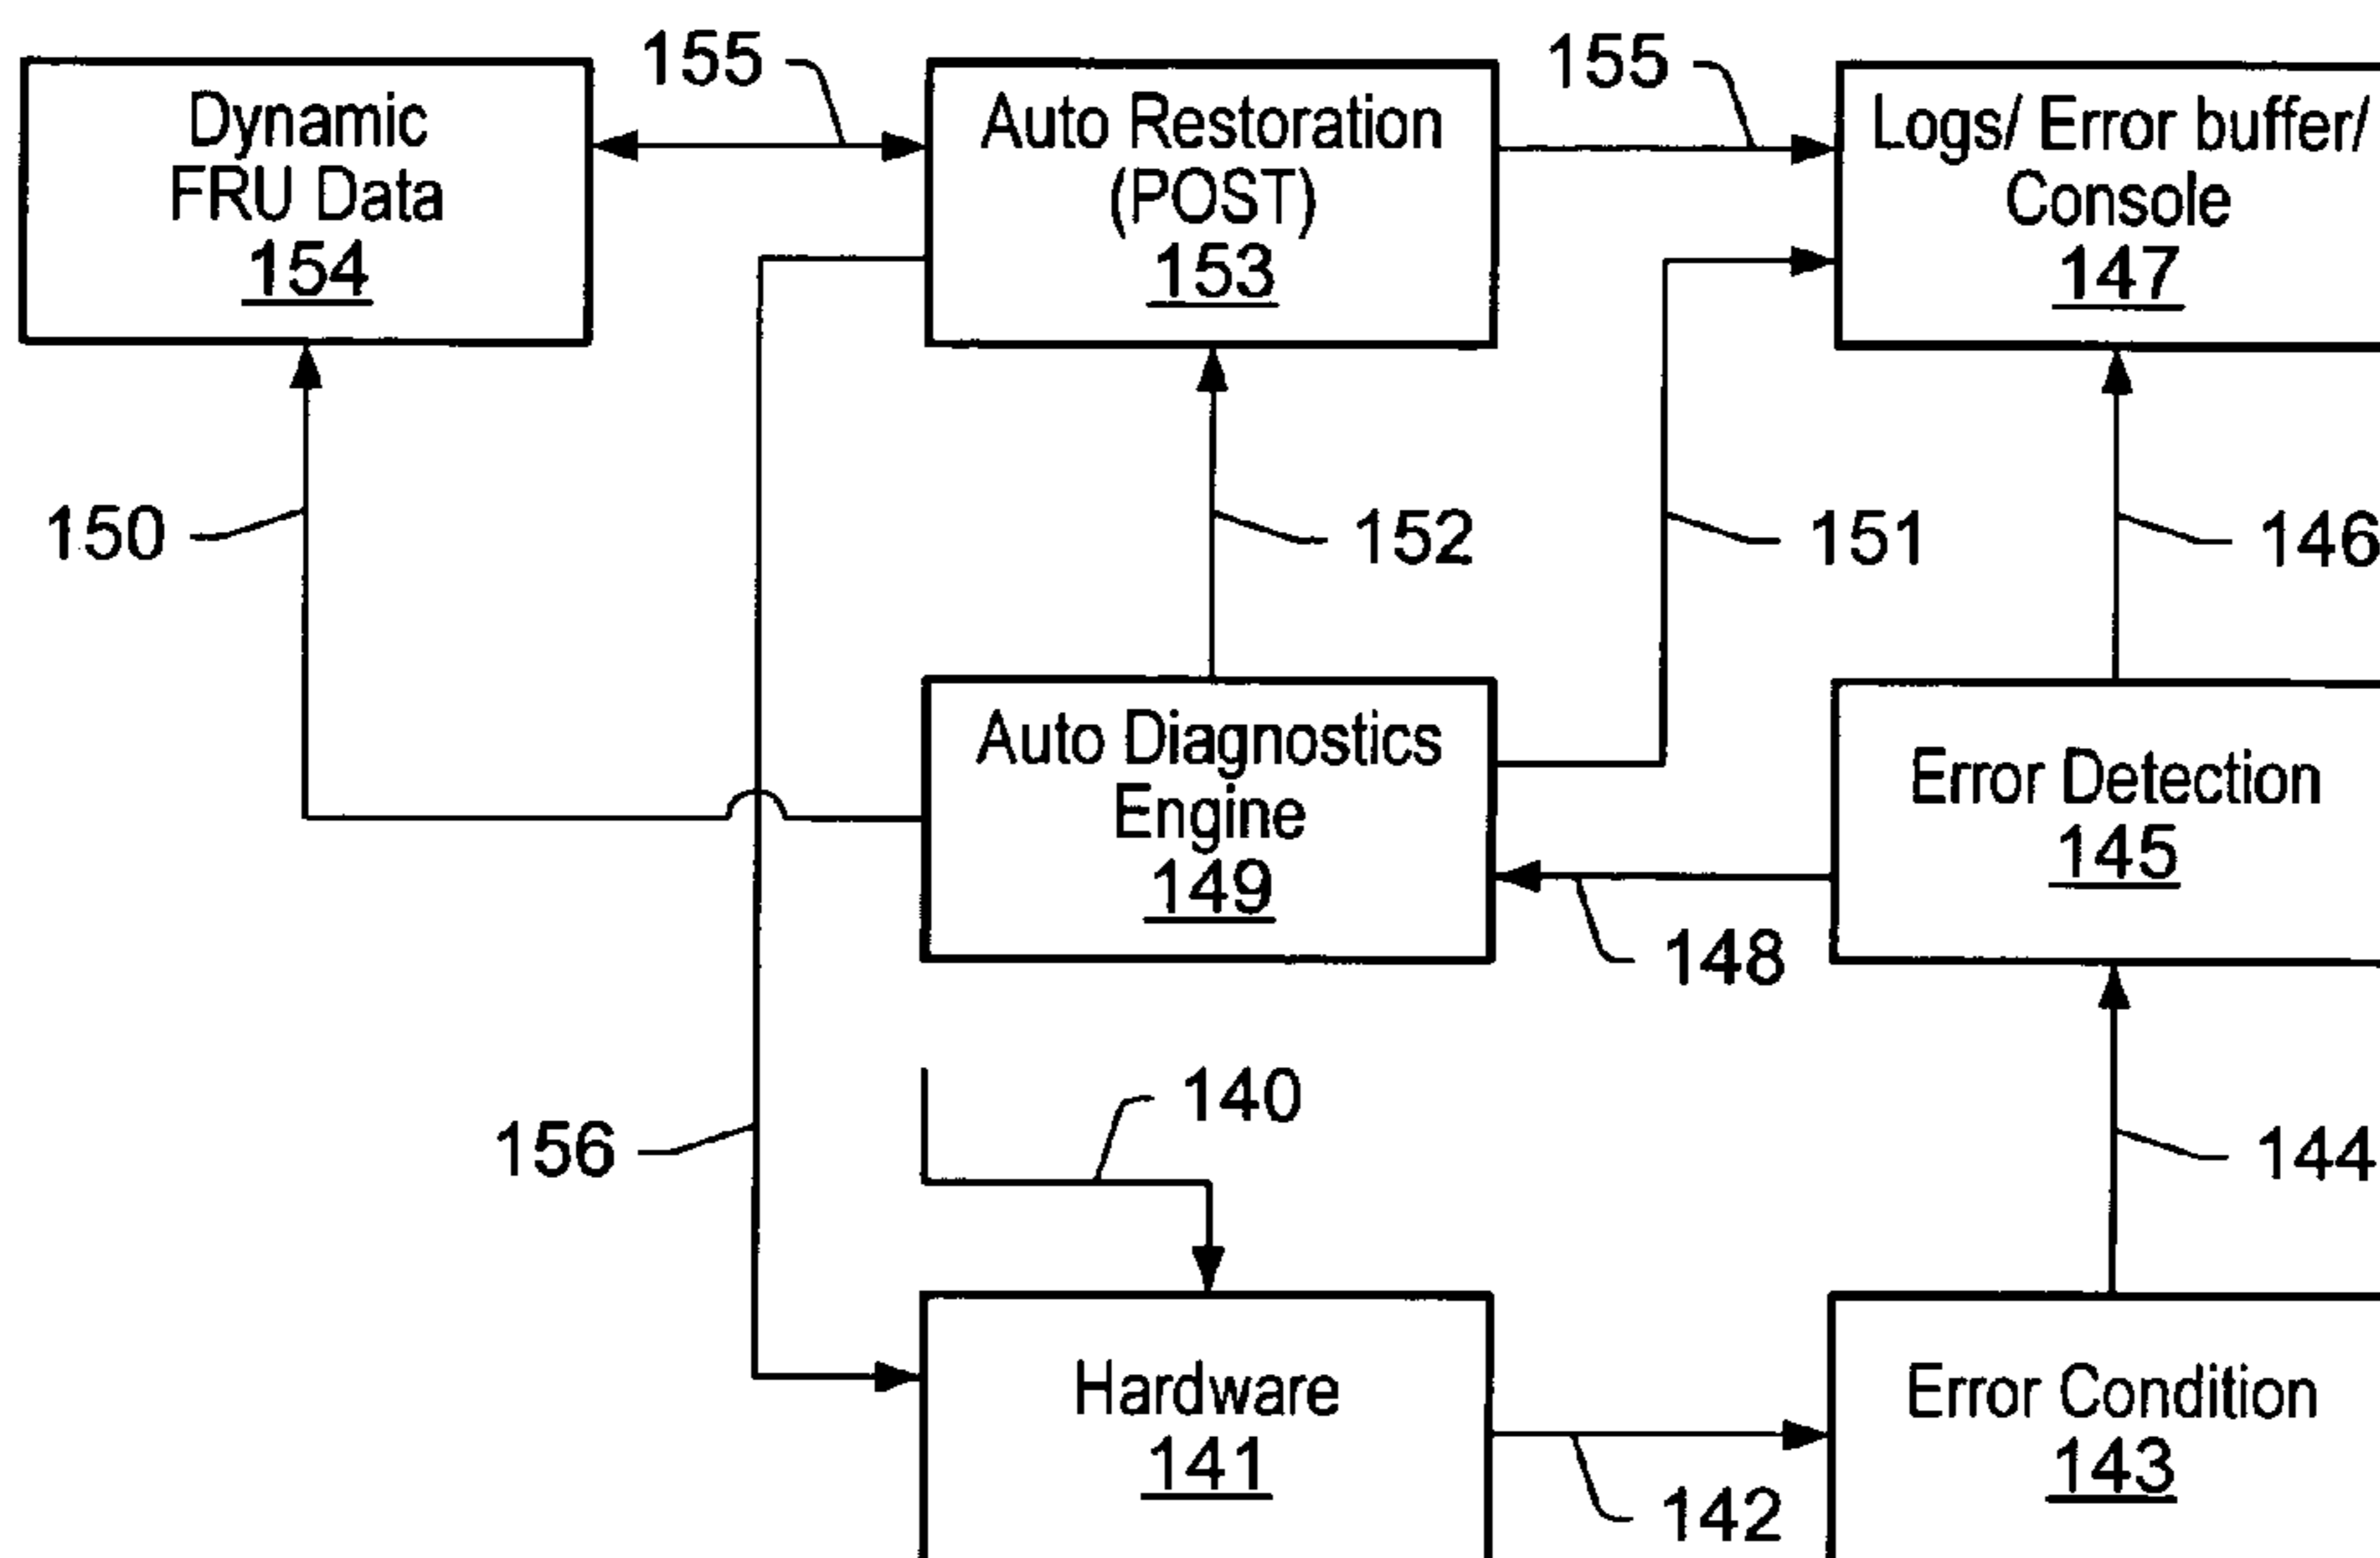 155
155
Dynamic
FRU Data
154
Auto Restoration
(POST)
153
Logs/ Error buffer/
Console
147
150
152
151
146
Auto Diagnostics
Engine
149
Error Detection
145
148
140
156
144
Hardware
141
Error Condition
143
142